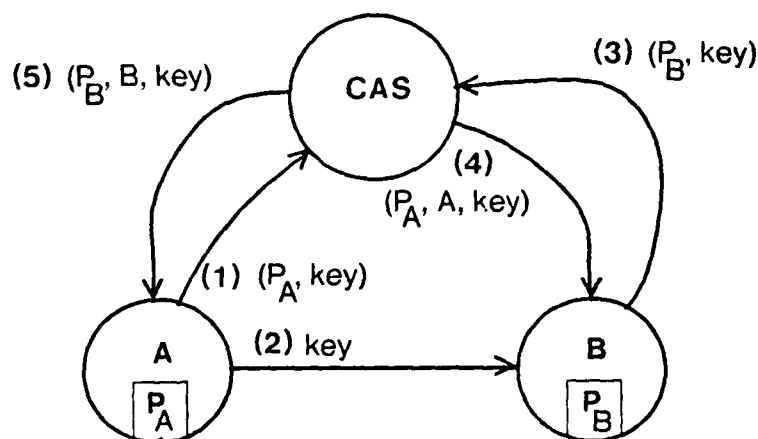 (3) (P_B, key)
(5) (P_B, B, key)
CAS
(4)
(P_A, A, key)
(1) (P_A, key)
(2) key
A
B
P_A
P_B